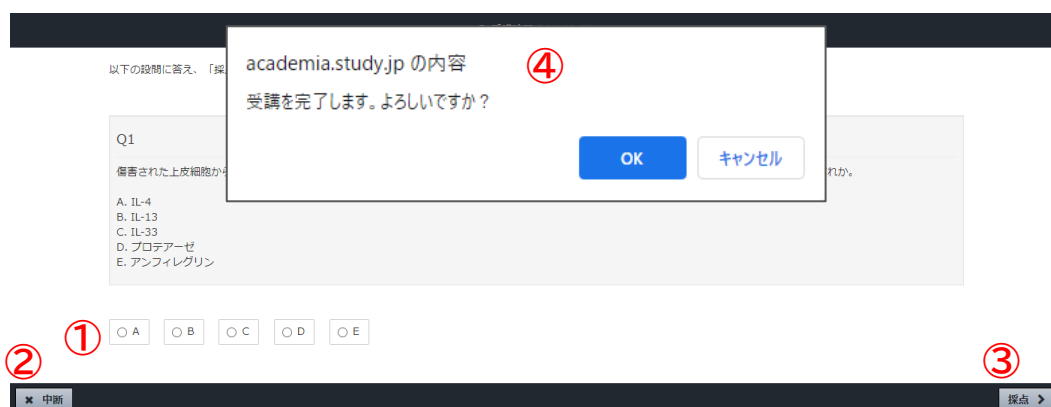 以下の設問に答え、「採
academia.study.jp の内容
④
受講を完了します。よろしいですか？
OK
キャンセル
Q1
傷害された上皮細胞から
れか。
A. IL-4
B. IL-13
C. IL-33
D. プロテアーゼ
E. アンフィレグリン
①
A
B
C
D
E
②
③
✖ 中断
採点 ❯